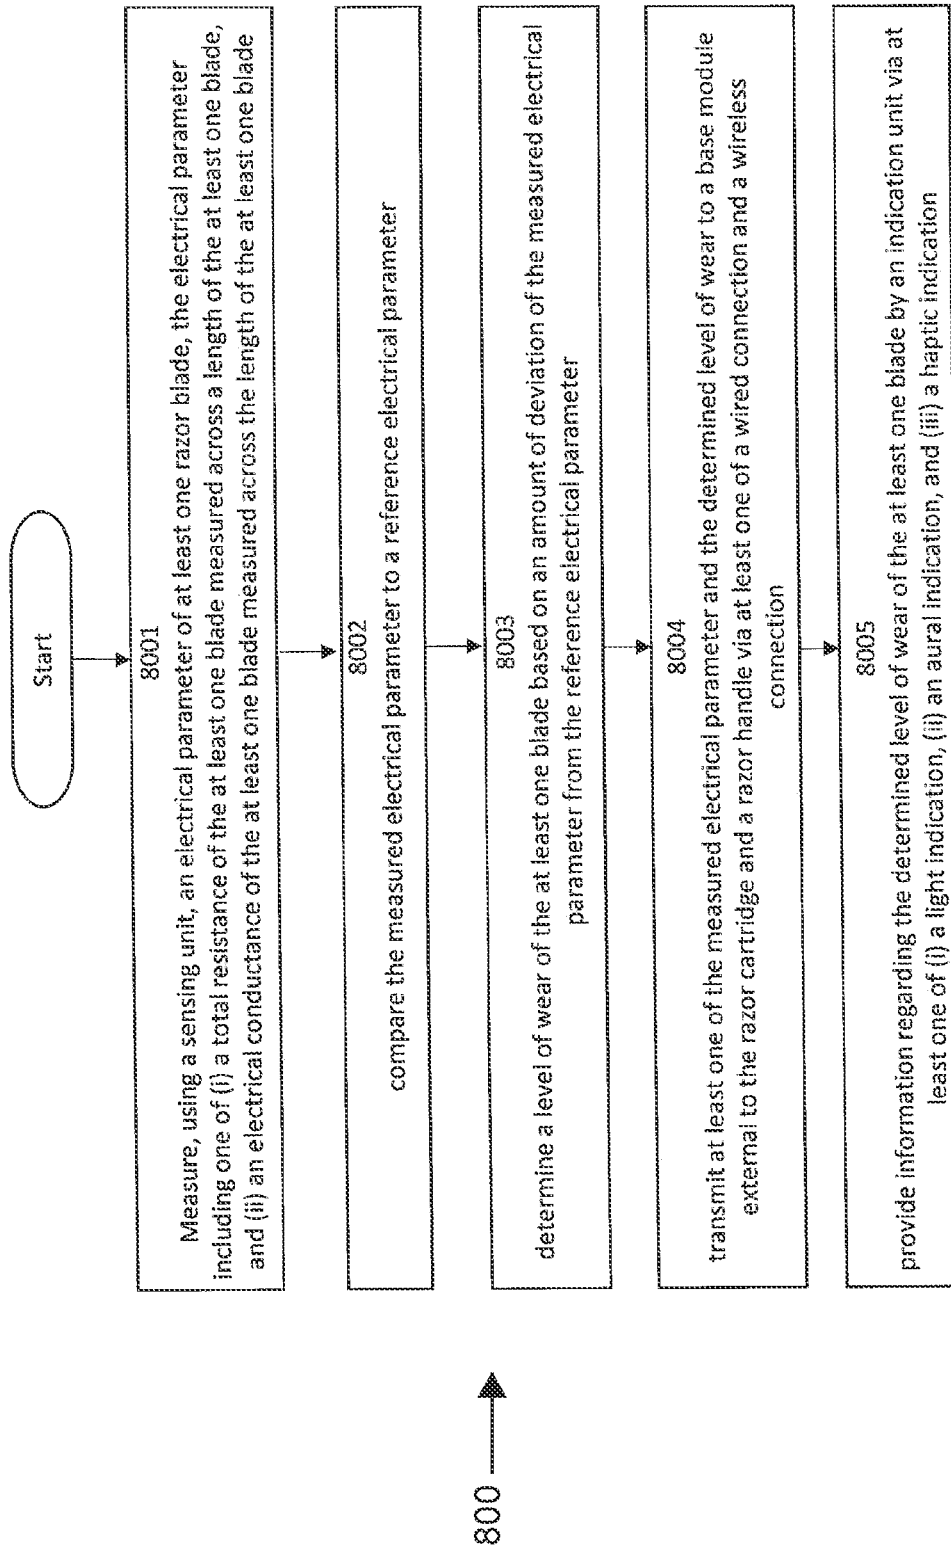 Start
8001
Measure, using a sensing unit, an electrical parameter of at least one razor blade, the electrical parameter
including one of (i) a total resistance of the at least one blade measured across a length of the at least one blade,
and (ii) an electrical conductance of the at least one blade measured across the length of the at least one blade
8002
compare the measured electrical parameter to a reference electrical parameter
8003
determine a level of wear of the at least one blade based on an amount of deviation of the measured electrical
parameter from the reference electrical parameter
8004
transmit at least one of the measured electrical parameter and the determined level of wear to a base module
external to the razor cartridge and a razor handle via at least one of a wired connection and a wireless
connection
8005
provide information regarding the determined level of wear of the at least one blade by an indication unit via at
least one of (i) a light indication, (ii) an aural indication, and (iii) a haptic indication
800